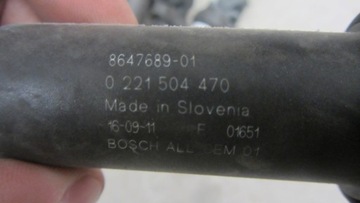 8647689-01
0 221 504 470
Made in Slovenia
16-09-11 F 01651
BOSCH ALL